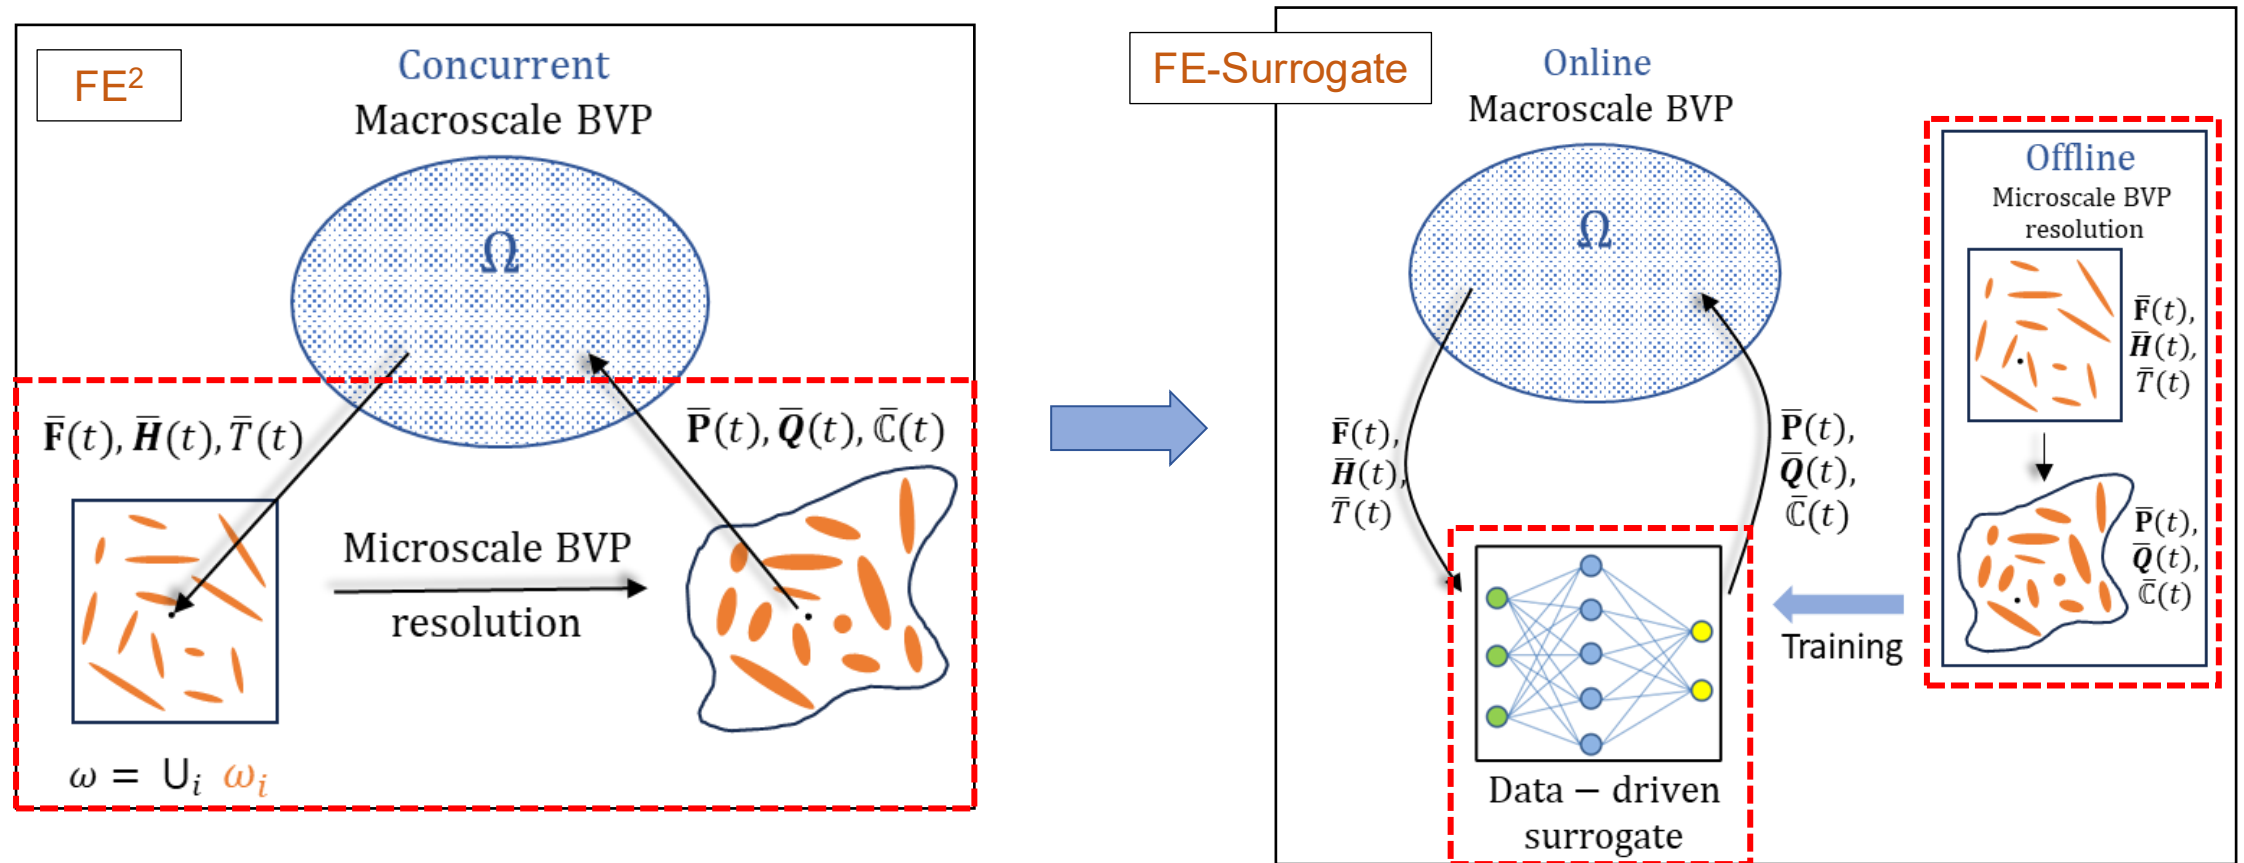 FE²
Concurrent
Macroscale BVP
Ω
F̄(t), H̄(t), T̄(t)
P̄(t), Q̄(t), ℂ̄(t)
Microscale BVP
resolution
ω = ∪ᵢ ωᵢ
FE-Surrogate
Online
Macroscale BVP
Ω
F̄(t),
H̄(t),
T̄(t)
P̄(t),
Q̄(t),
ℂ̄(t)
Data − driven
surrogate
Training
Offline
Microscale BVP
resolution
F̄(t),
H̄(t),
T̄(t)
P̄(t),
Q̄(t),
ℂ̄(t)